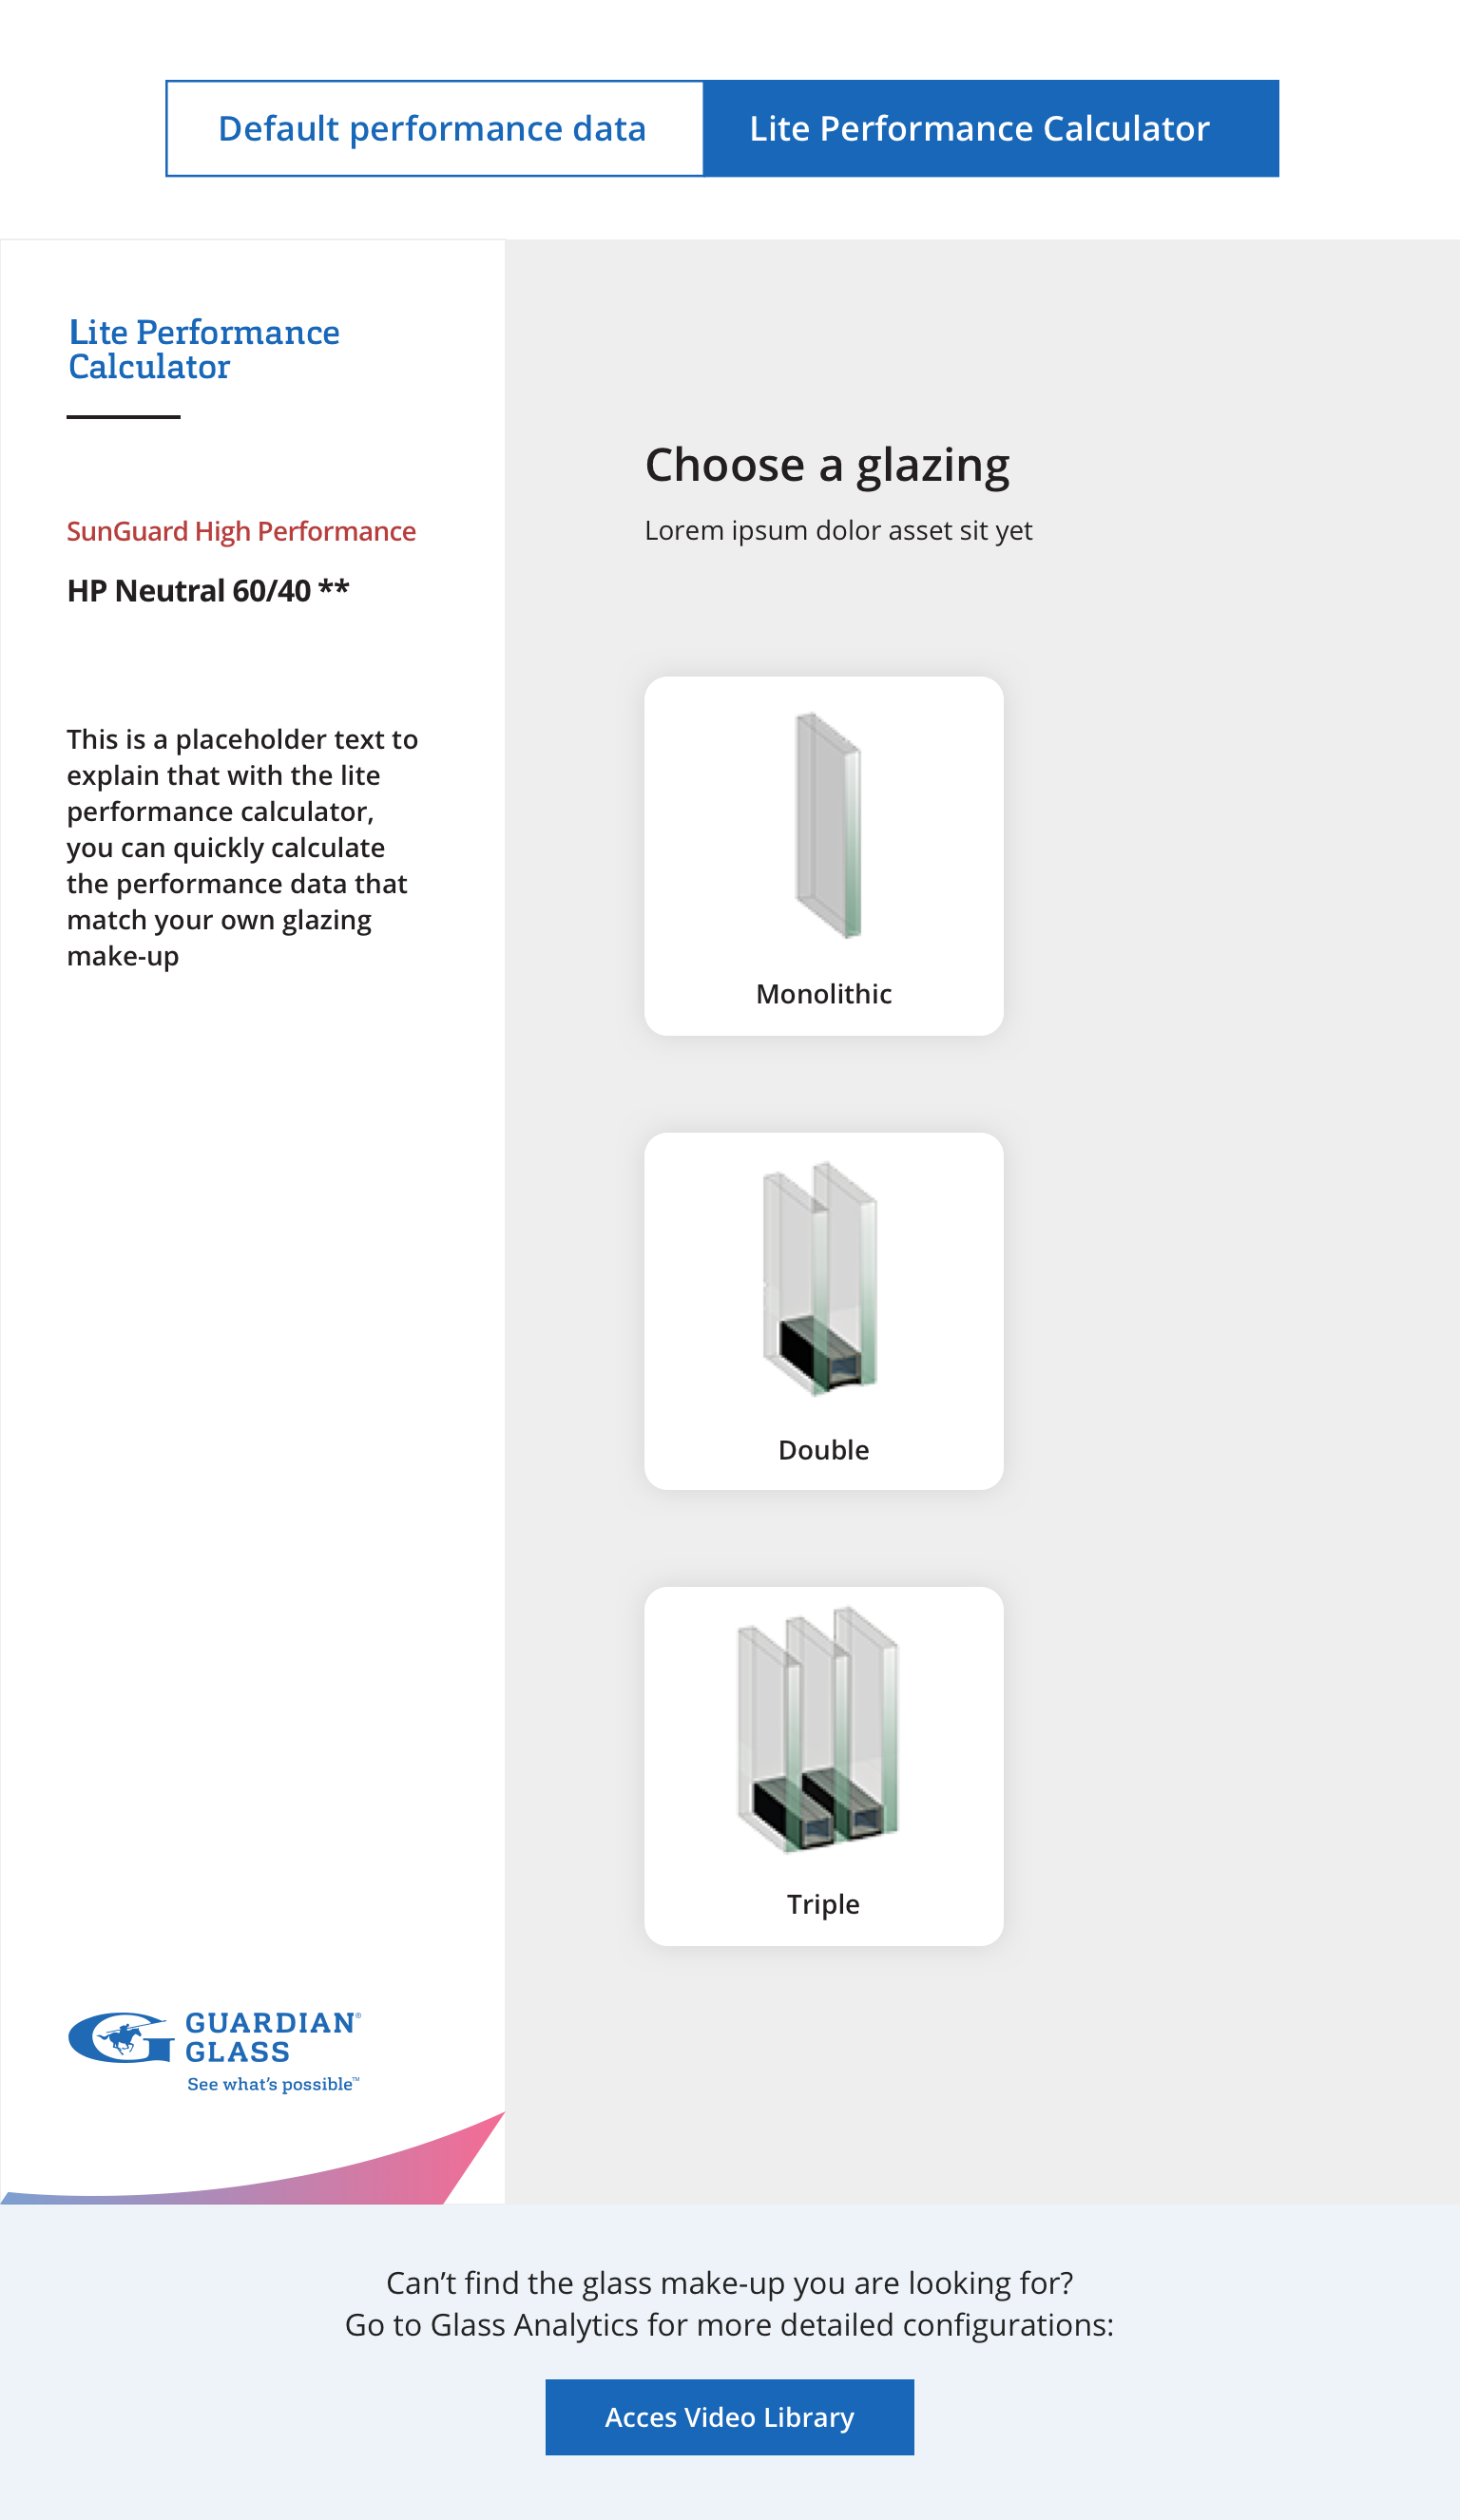 Default performance data
Lite Performance Calculator
Lite Performance
Calculator
SunGuard High Performance
HP Neutral 60/40 **
This is a placeholder text to
explain that with the lite
performance calculator,
you can quickly calculate
the performance data that
match your own glazing
make-up
Choose a glazing
Lorem ipsum dolor asset sit yet
Monolithic
Double
Triple
GUARDIAN®
GLASS
See what's possible™
Can't find the glass make-up you are looking for?
Go to Glass Analytics for more detailed configurations:
Acces Video Library